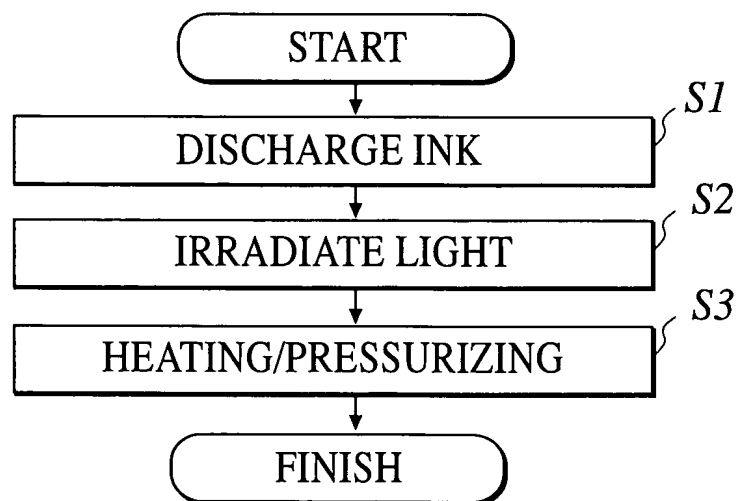 START
S1
DISCHARGE INK
S2
IRRADIATE LIGHT
S3
HEATING/PRESSURIZING
FINISH